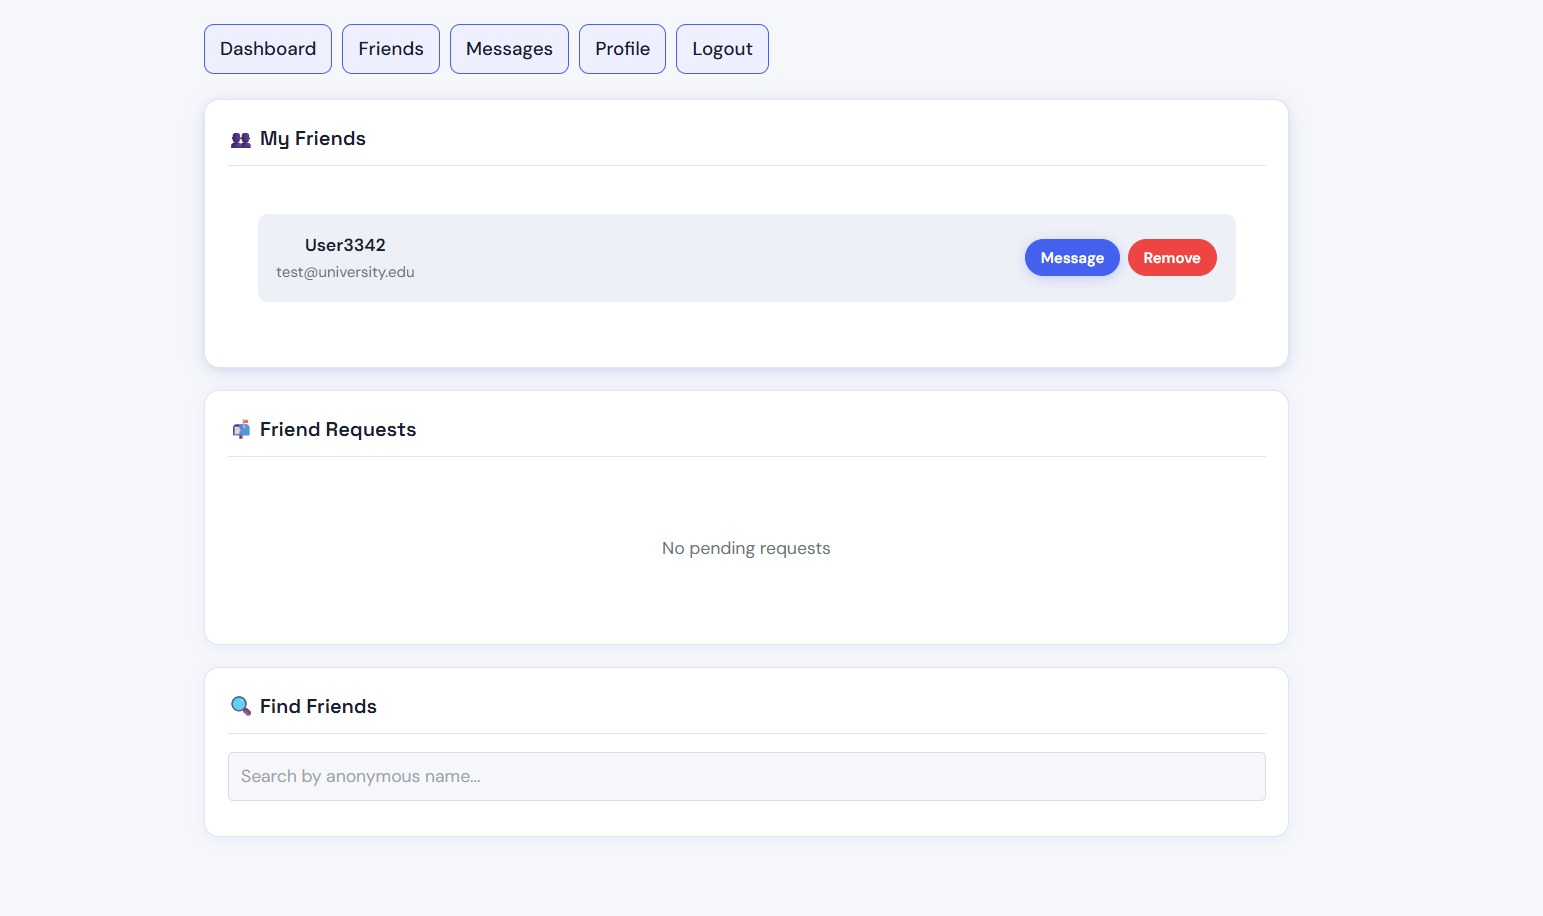 Dashboard Friends Messages Profile Logout
My Friends
User3342
test@university.edu
Message Remove
Friend Requests
No pending requests
Find Friends
Search by anonymous name...